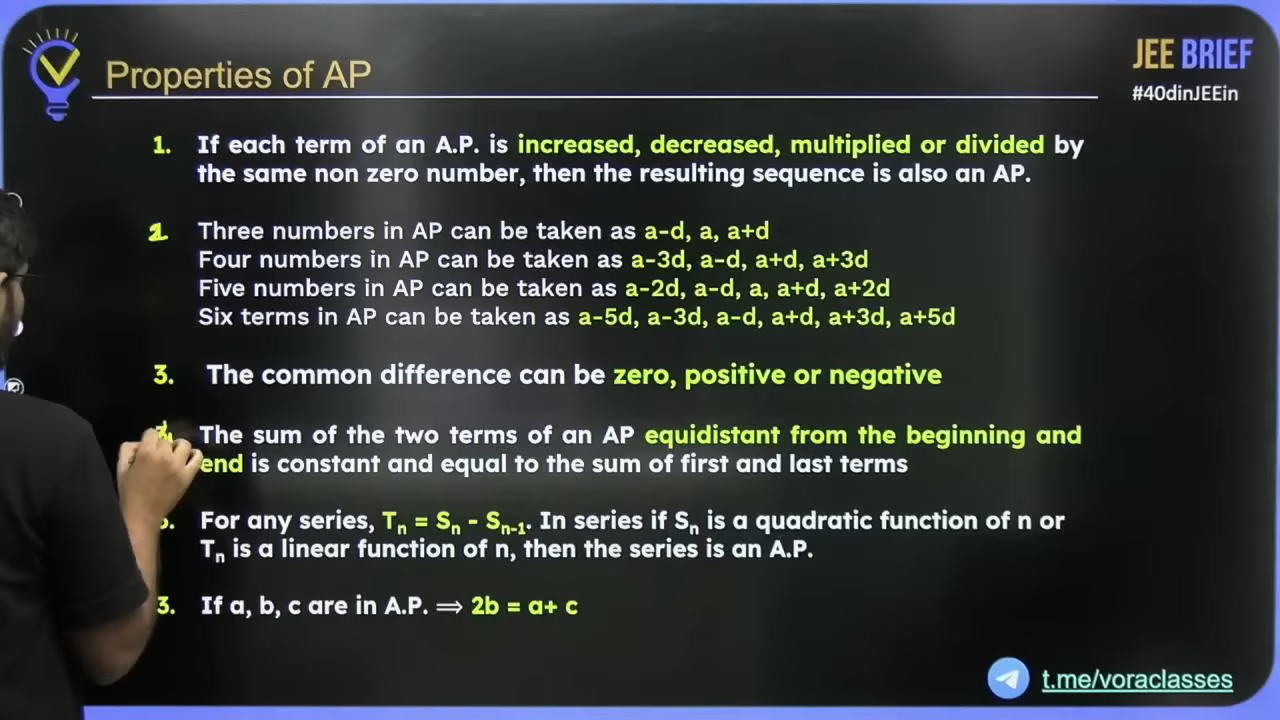 Properties of AP
JEE BRIEF
#40dinJEEin
1. If each term of an A.P. is increased, decreased, multiplied or divided by
the same non zero number, then the resulting sequence is also an AP.
2. Three numbers in AP can be taken as a-d, a, a+d
Four numbers in AP can be taken as a-3d, a-d, a+d, a+3d
Five numbers in AP can be taken as a-2d, a-d, a, a+d, a+2d
Six terms in AP can be taken as a-5d, a-3d, a-d, a+d, a+3d, a+5d
3. The common difference can be zero, positive or negative
The sum of the two terms of an AP equidistant from the beginning and
end is constant and equal to the sum of first and last terms
For any series, Tₙ = Sₙ - Sₙ₋₁. In series if Sₙ is a quadratic function of n or
Tₙ is a linear function of n, then the series is an A.P.
3. If a, b, c are in A.P. ⟹ 2b = a+ c
t.me/voraclasses